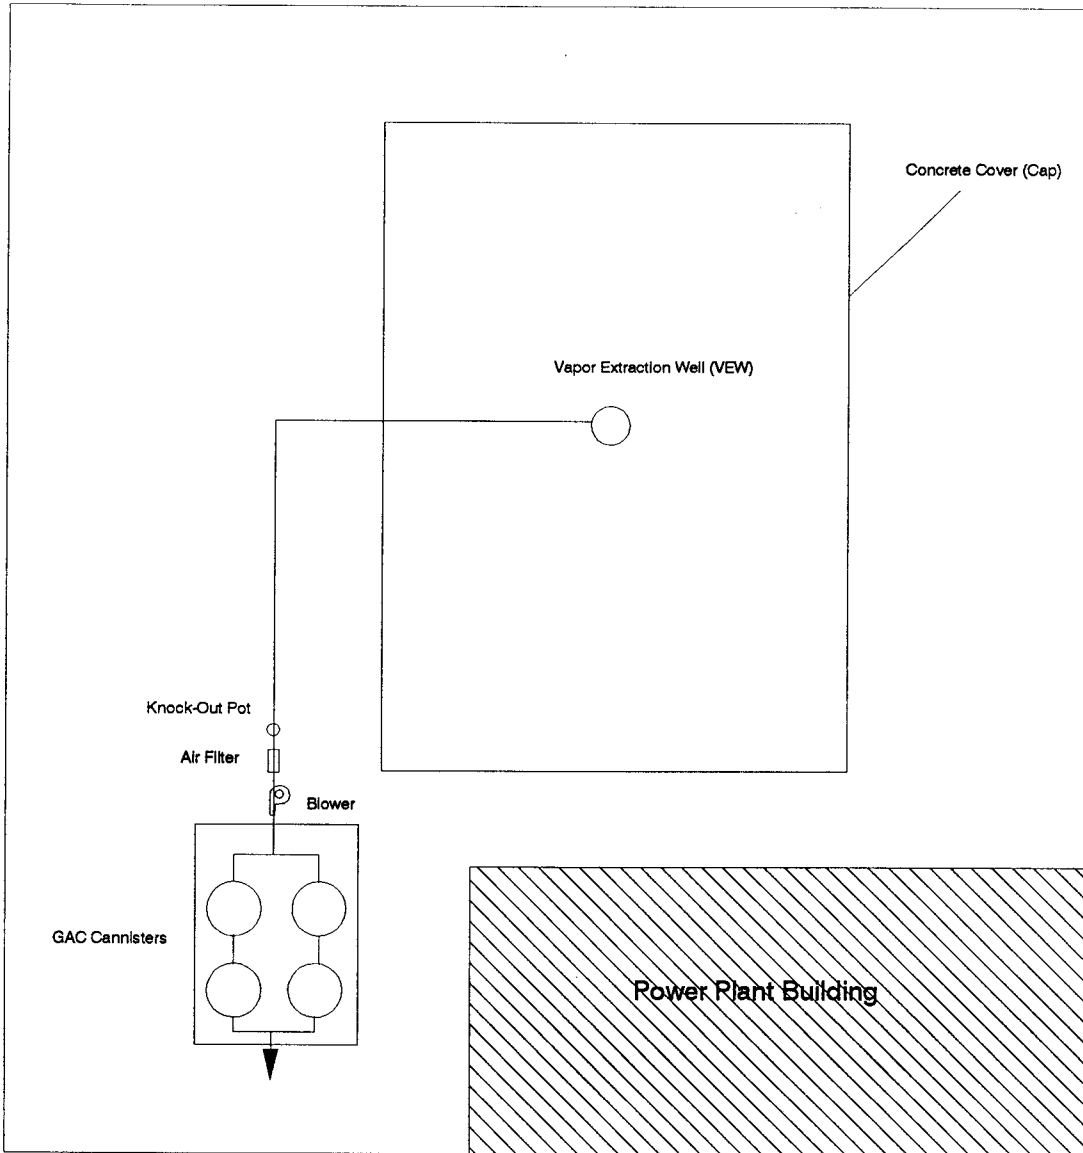 Concrete Cover (Cap)
Vapor Extraction Well (VEW)
Knock-Out Pot
Air Filter
Blower
GAC Cannisters
Power Plant Building